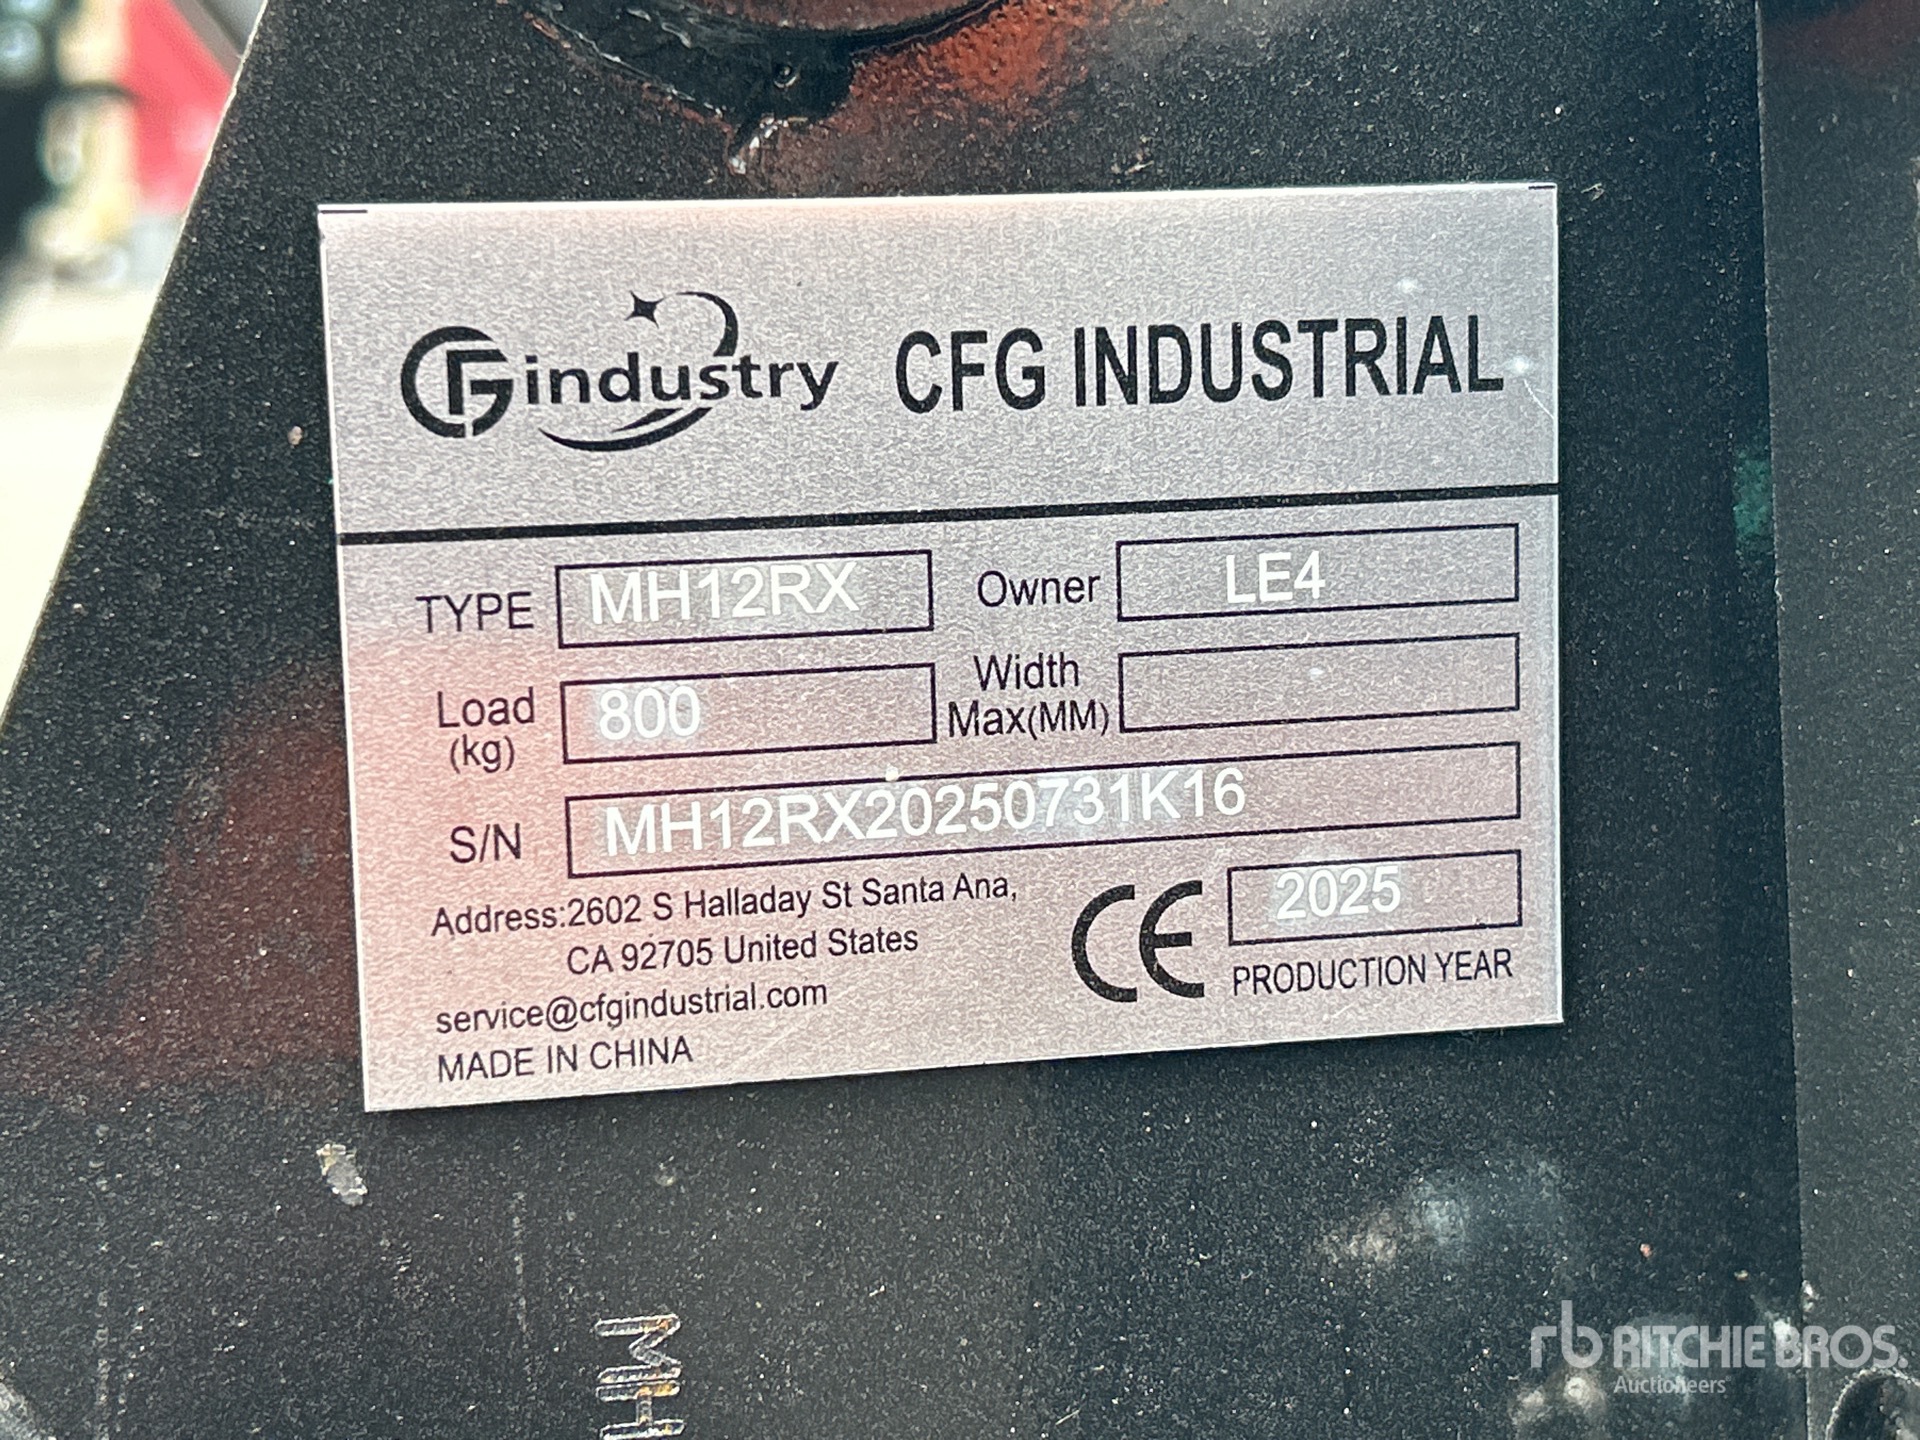 CFG industry CFG INDUSTRIAL
TYPE MH12RX Owner LE4
Load (kg) 800 Width Max(MM)
S/N MH12RX20250731K16
Address:2602 S Halladay St Santa Ana,
CA 92705 United States
service@cfgindustrial.com
MADE IN CHINA
CE 2025
PRODUCTION YEAR
MH
rb RITCHIE BROS.
Auctioneers